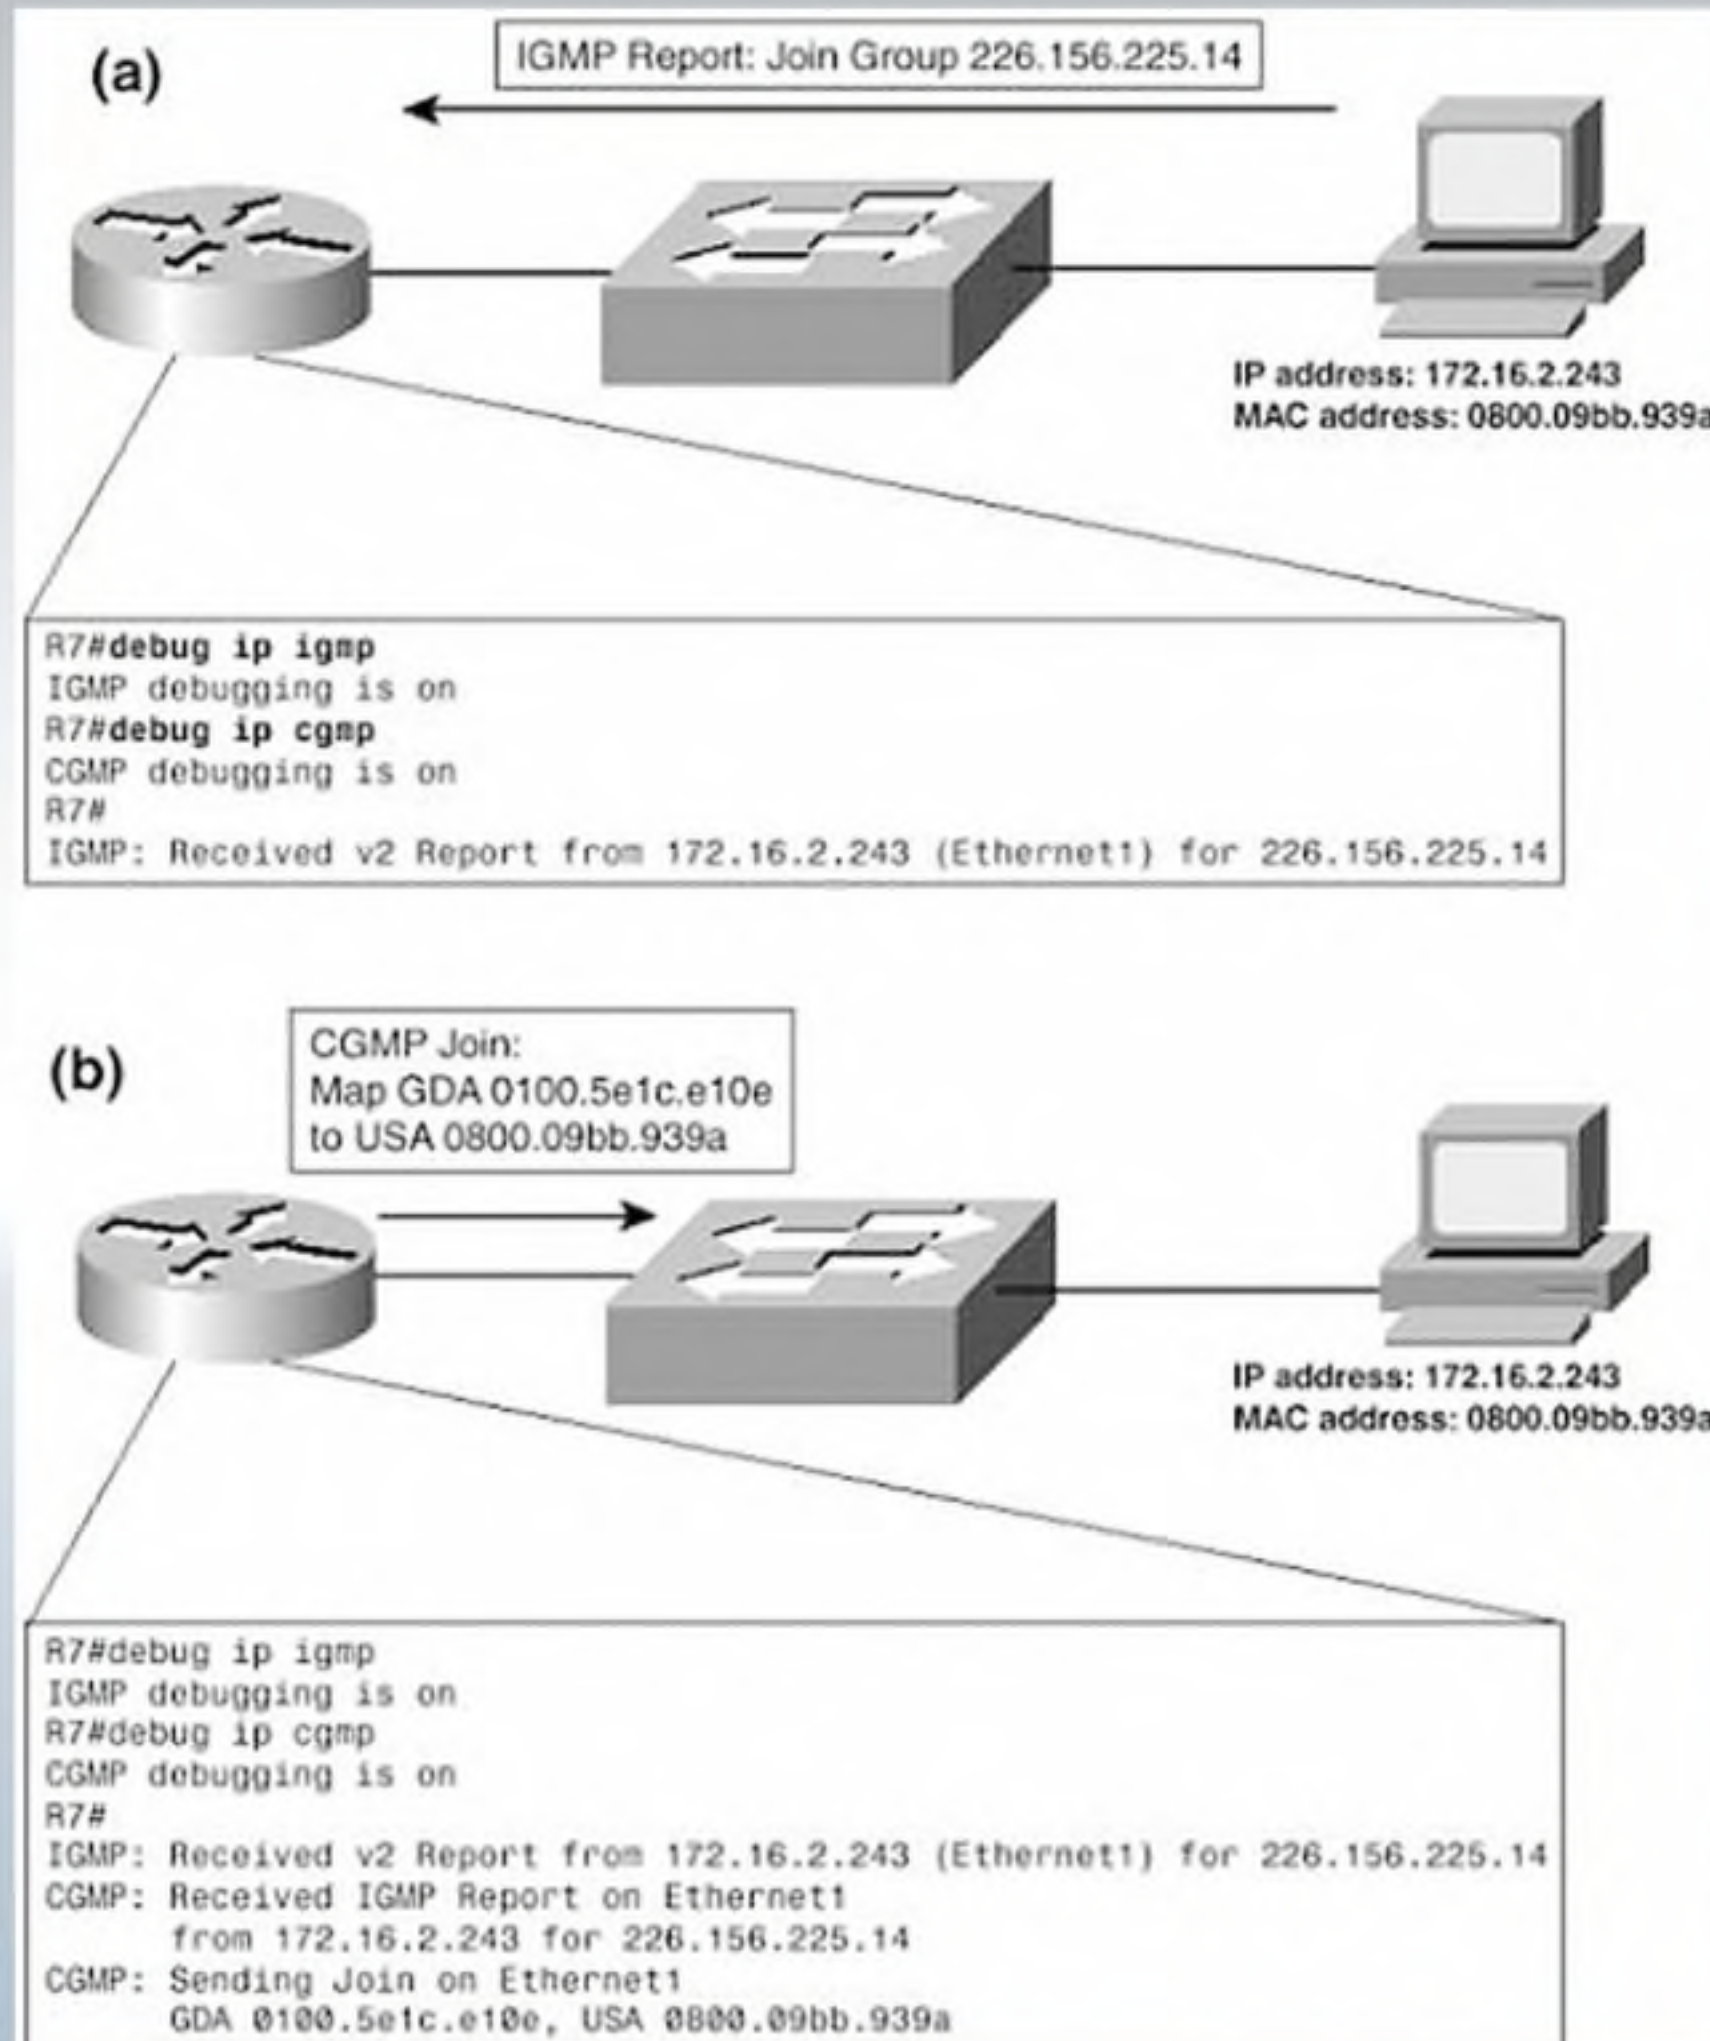 (a)
IGMP Report: Join Group 226.156.225.14
IP address: 172.16.2.243
MAC address: 0800.09bb.939a
R7#debug ip igmp
IGMP debugging is on
R7#debug ip cgmp
CGMP debugging is on
R7#
IGMP: Received v2 Report from 172.16.2.243 (Ethernet1) for 226.156.225.14
(b)
CGMP Join:
Map GDA 0100.5e1c.e10e
to USA 0800.09bb.939a
IP address: 172.16.2.243
MAC address: 0800.09bb.939a
R7#debug ip igmp
IGMP debugging is on
R7#debug ip cgmp
CGMP debugging is on
R7#
IGMP: Received v2 Report from 172.16.2.243 (Ethernet1) for 226.156.225.14
CGMP: Received IGMP Report on Ethernet1
from 172.16.2.243 for 226.156.225.14
CGMP: Sending Join on Ethernet1
GDA 0100.5e1c.e10e, USA 0800.09bb.939a